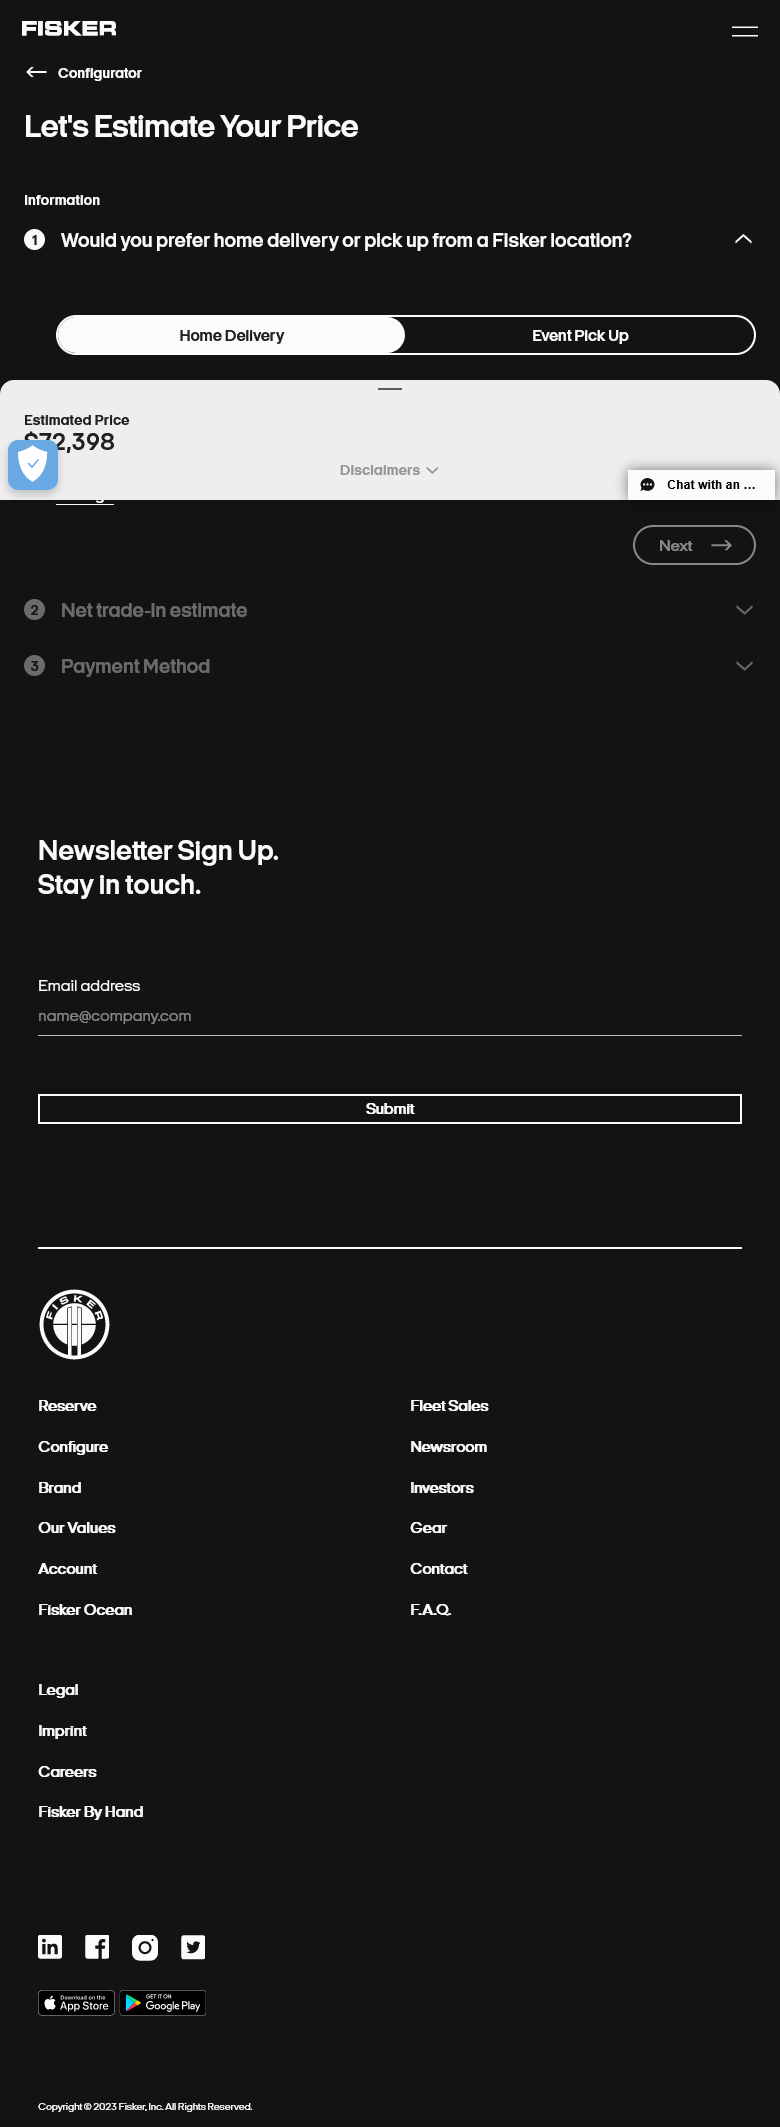 FISKER
Configurator
Let's Estimate Your Price
Information
1 Would you prefer home delivery or pick up from a Fisker location?
Home Delivery Event Pick Up
Estimated Price
$72,398
Disclaimers
Chat with an ...
Next
2 Net trade-in estimate
3 Payment Method
Newsletter Sign Up.
Stay in touch.
Email address
name@company.com
Submit
FISKER
Reserve Fleet Sales
Configure Newsroom
Brand Investors
Our Values Gear
Account Contact
Fisker Ocean F.A.Q.
Legal
Imprint
Careers
Fisker By Hand
in
Download on the GET IT ON
App Store Google Play
Copyright © 2023 Fisker, Inc. All Rights Reserved.